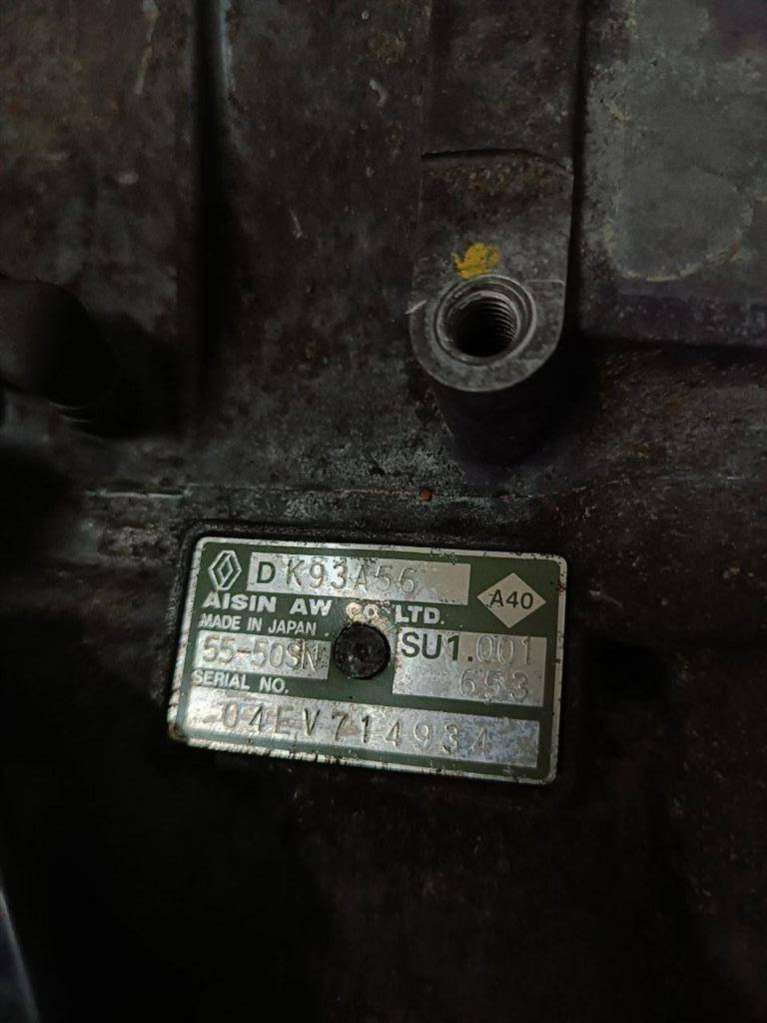 DK93A56
A40
AISIN AW CO., LTD.
MADE IN JAPAN
55-50SN SU1.001
653
SERIAL NO.
04EV714934